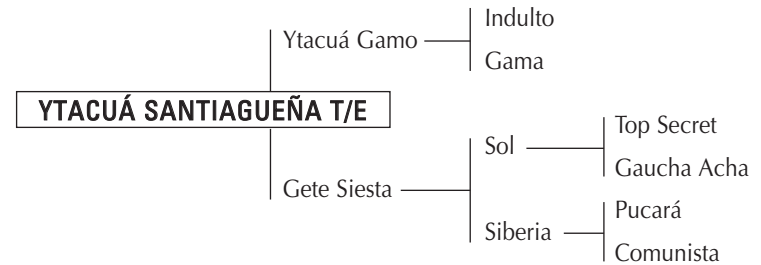 Indulto
Ytacuá Gamo
Gama
YTACUÁ SANTIAGUEÑA T/E
Top Secret
Sol
Gaucha Acha
Gete Siesta
Pucará
Siberia
Comunista